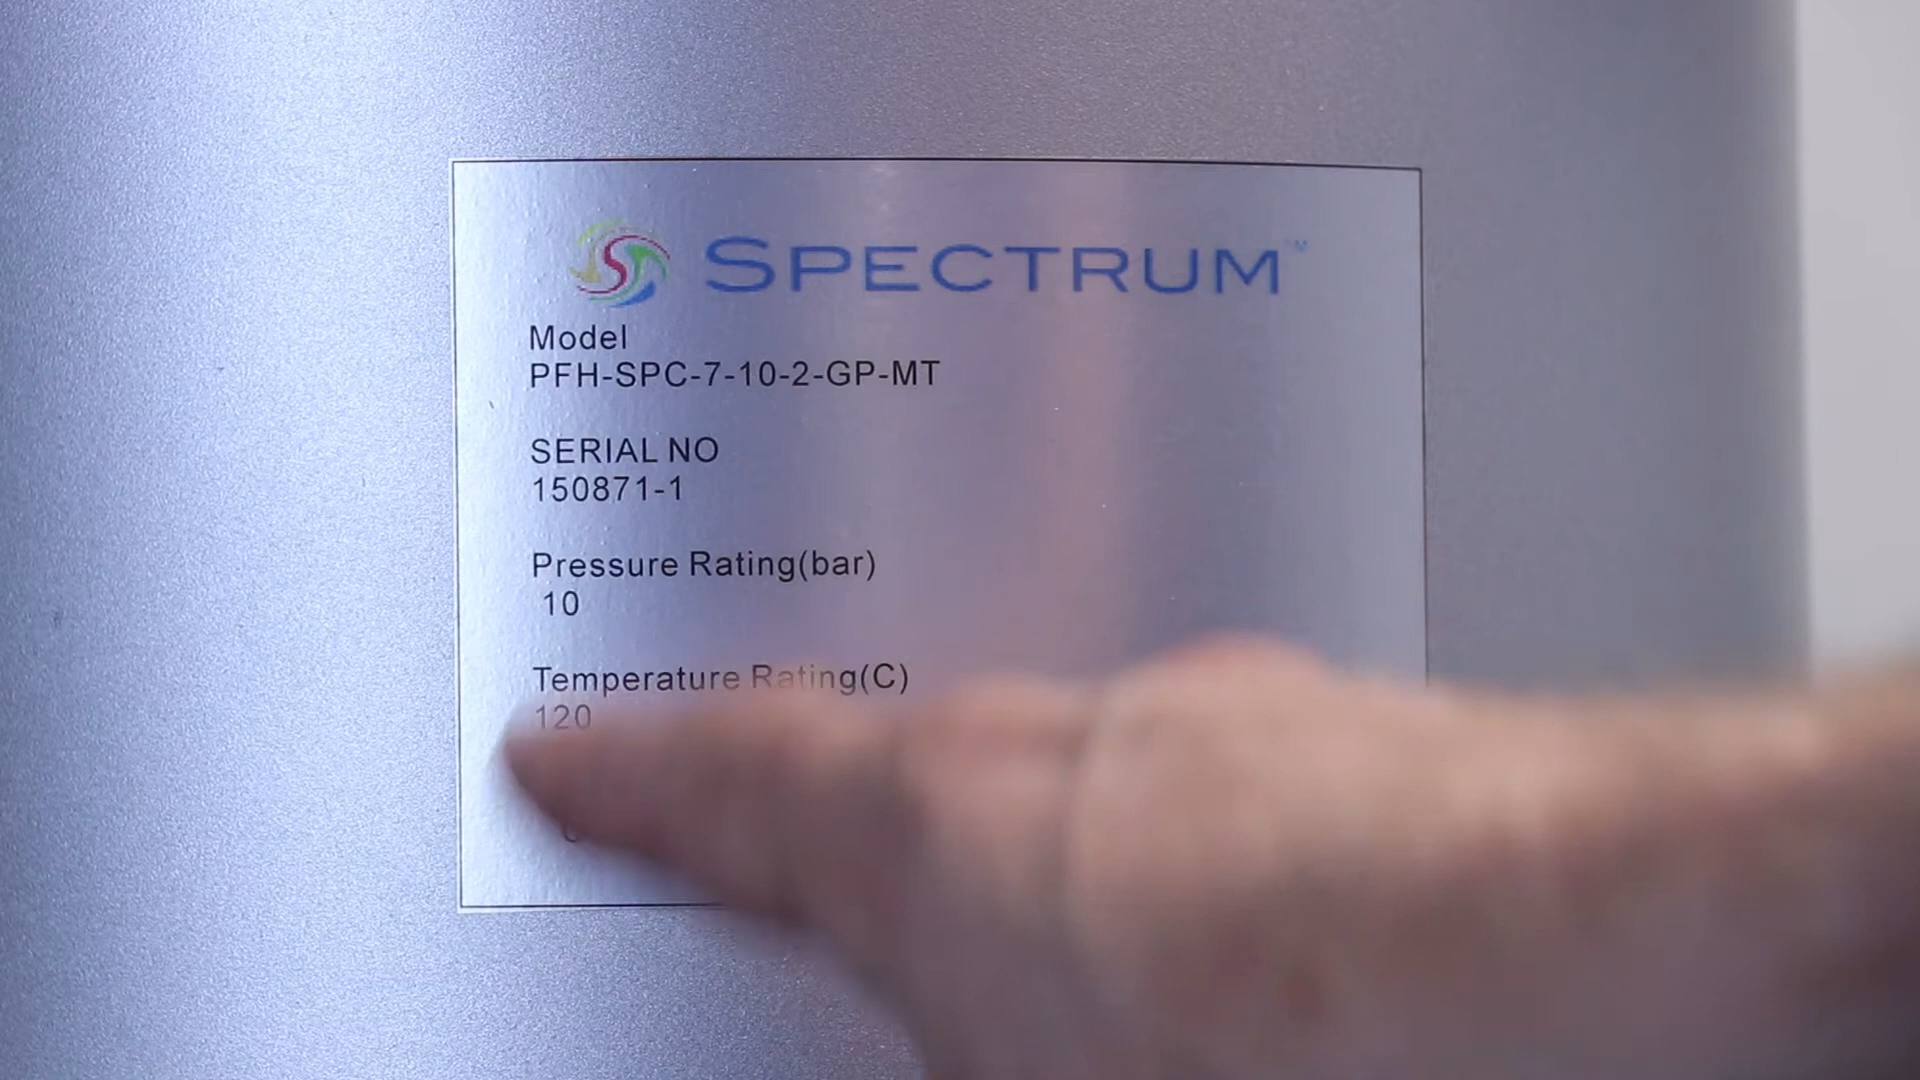 SPECTRUM™
Model
PFH-SPC-7-10-2-GP-MT
SERIAL NO
150871-1
Pressure Rating(bar)
10
Temperature Rating(C)
120